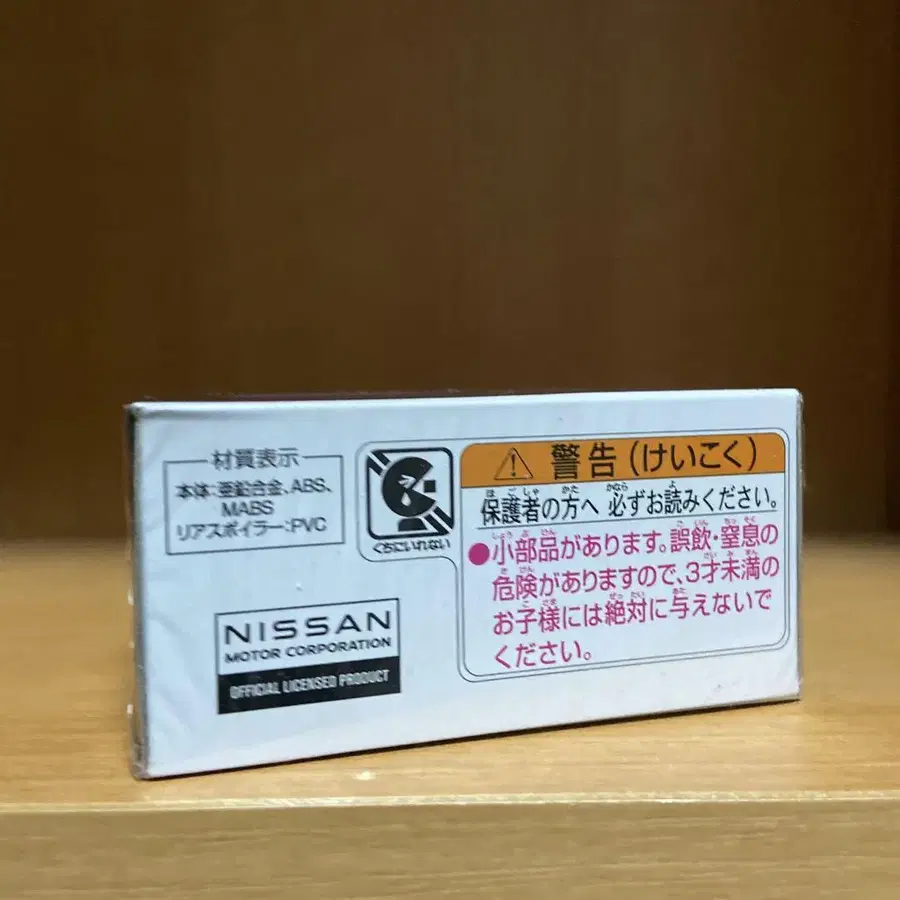 材質表示
本体:亜鉛合金、ABS、
MABS
リアスポイラー:PVC
くちにいれない
NISSAN
MOTOR CORPORATION
OFFICIAL LICENSED PRODUCT
警告(けいこく)
保護者の方へ 必ずお読みください。
●小部品があります。誤飲・窒息の
危険がありますので、3才未満の
お子様には絶対に与えないで
ください。